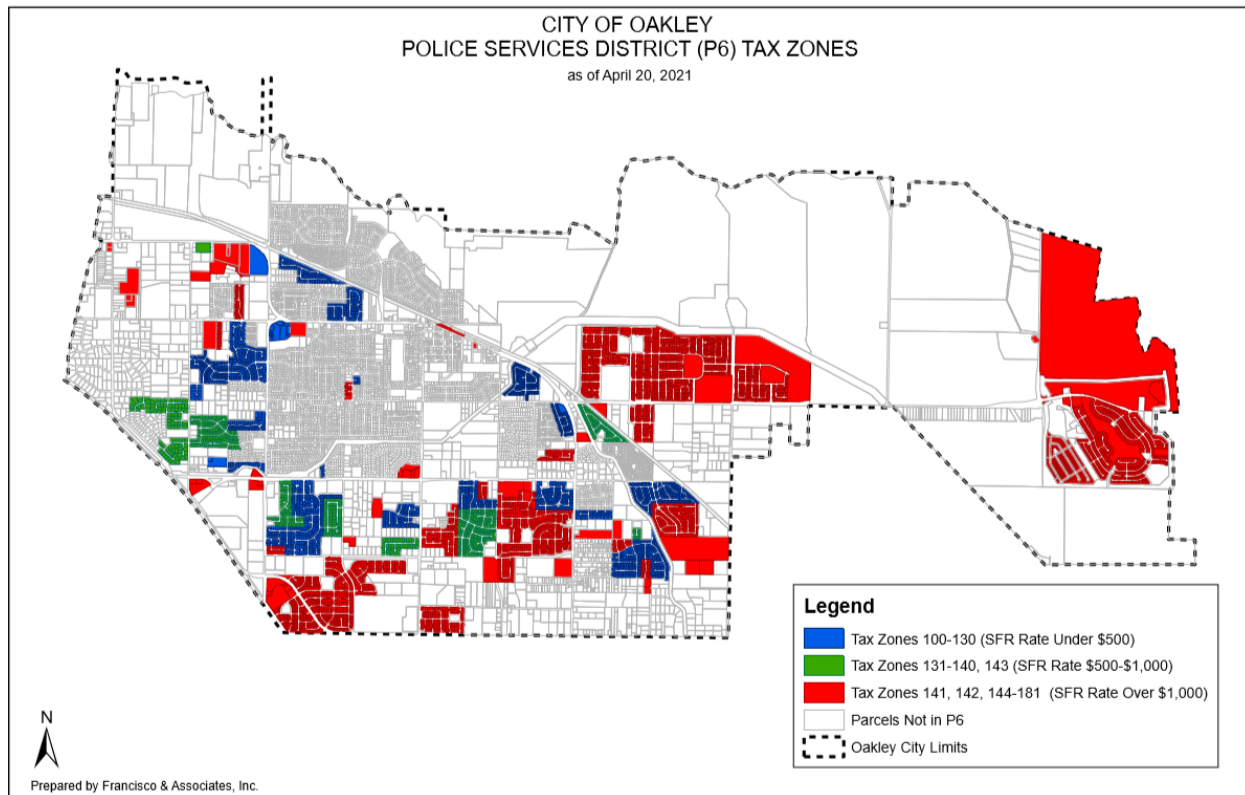 CITY OF OAKLEY
POLICE SERVICES DISTRICT (P6) TAX ZONES
as of April 20, 2021
Legend
Tax Zones 100-130 (SFR Rate Under $500)
Tax Zones 131-140, 143 (SFR Rate $500-$1,000)
Tax Zones 141, 142, 144-181 (SFR Rate Over $1,000)
Parcels Not in P6
Oakley City Limits
N
Prepared by Francisco & Associates, Inc.